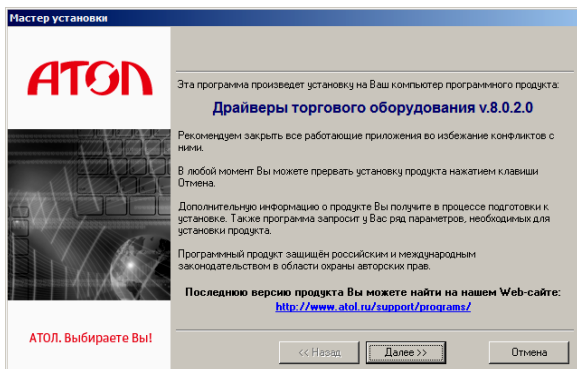 Мастер установки
АТОЛ
Эта программа произведет установку на Ваш компьютер программного продукта:
Драйверы торгового оборудования v.8.0.2.0
Рекомендуем закрыть все работающие приложения во избежание конфликтов с
ними.
В любой момент Вы можете прервать установку продукта нажатием клавиши
Отмена.
Дополнительную информацию о продукте Вы получите в процессе подготовки к
установке. Также программа запросит у Вас ряд параметров, необходимых для
установки продукта.
Программный продукт защищён российским и международным
законодательством в области охраны авторских прав.
Последнюю версию продукта Вы можете найти на нашем Web-сайте:
http://www.atol.ru/support/programs/
АТОЛ. Выбираете Вы!
<< Назад
Далее >>
Отмена